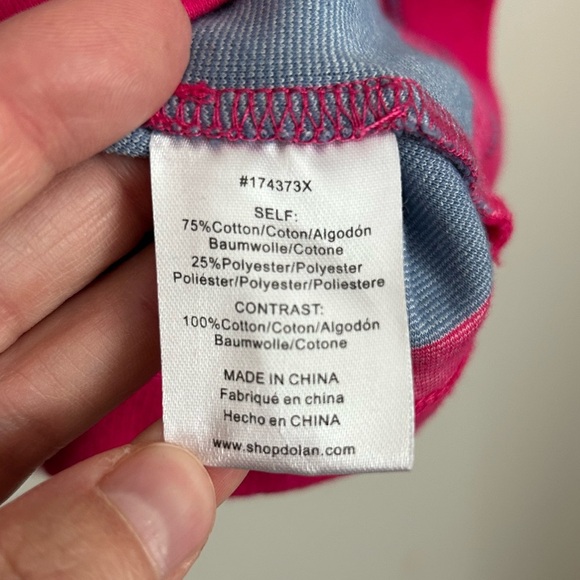 #174373X
SELF:
75%Cotton/Coton/Algodón
Baumwolle/Cotone
25%Polyester/Polyester
Poliéster/Polyester/Poliestere
CONTRAST:
100%Cotton/Coton/Algodón
Baumwolle/Cotone
MADE IN CHINA
Fabriqué en china
Hecho en CHINA
www.shopdolan.com